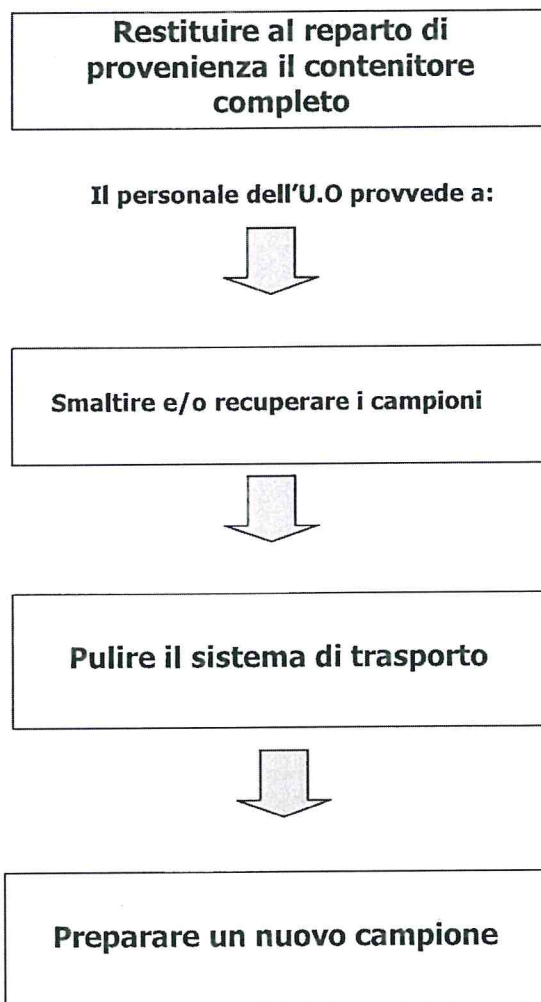 Restituire al reparto di
provenienza il contenitore
completo
Il personale dell'U.O provvede a:
Smaltire e/o recuperare i campioni
Pulire il sistema di trasporto
Preparare un nuovo campione